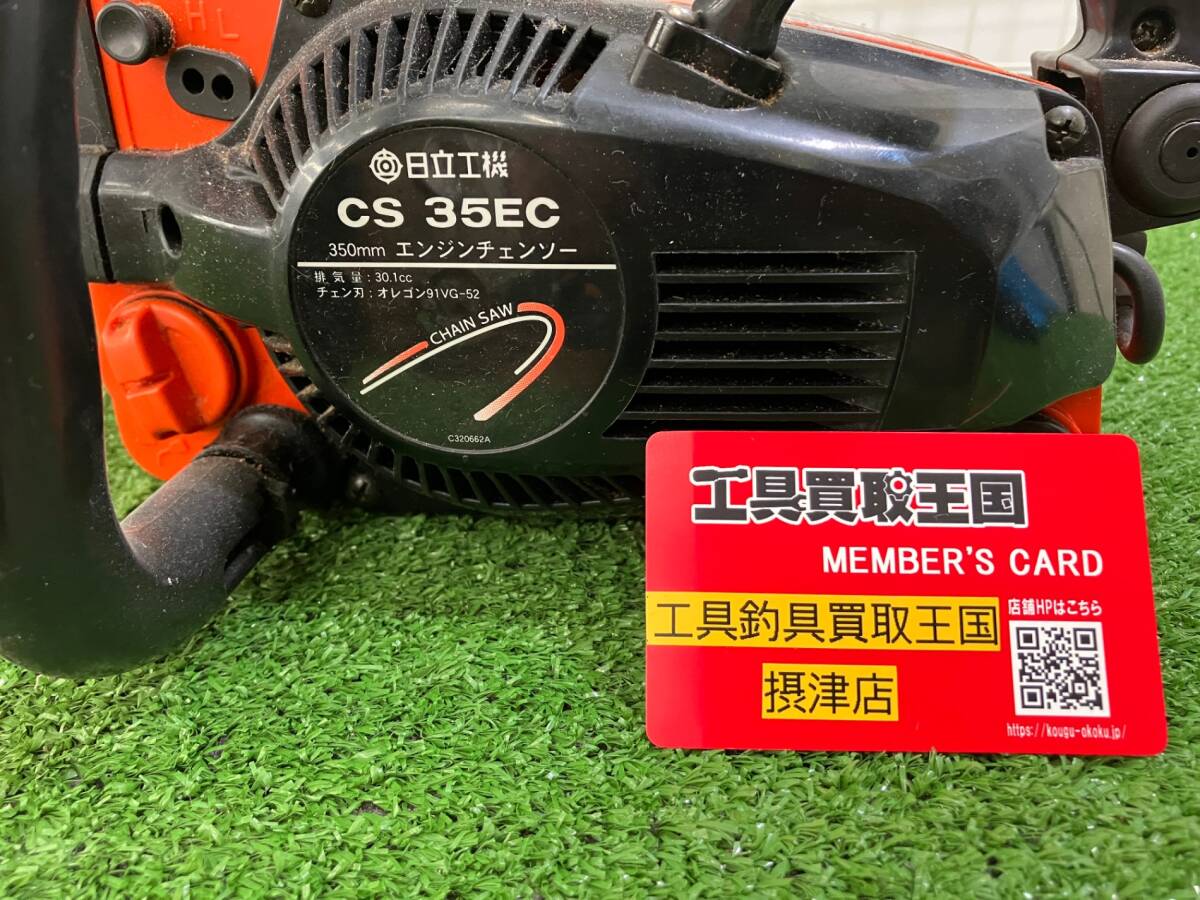 H L
日立工機
CS 35EC
350mm エンジンチェンソー
排気量:30.1cc
チェン刃:オレゴン91VG-52
CHAIN SAW
C320662A
工具買取王国
MEMBER'S CARD
工具釣具買取王国
摂津店
店舗HPはこちら
https://kougu-okoku.jp/